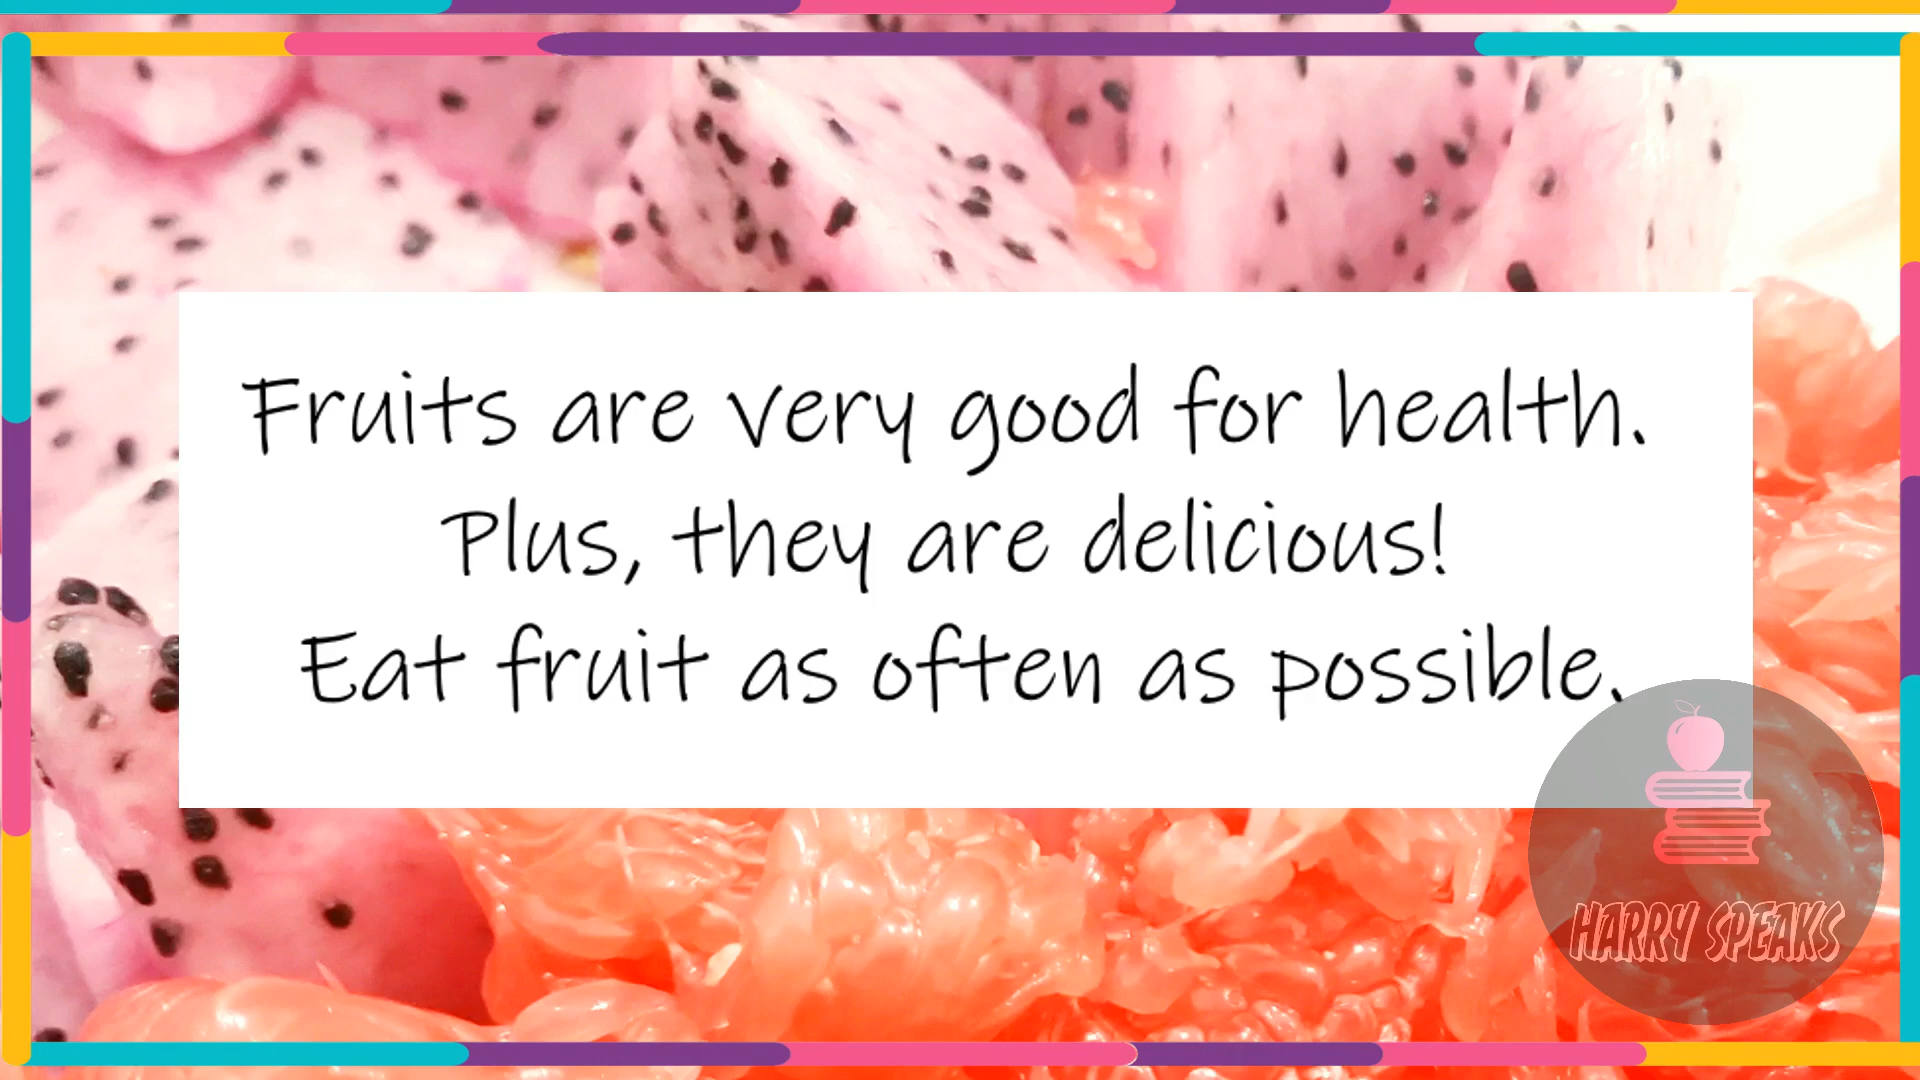 Fruits are very good for health.
Plus, they are delicious!
Eat fruit as often as possible.
HARRY SPEAKS